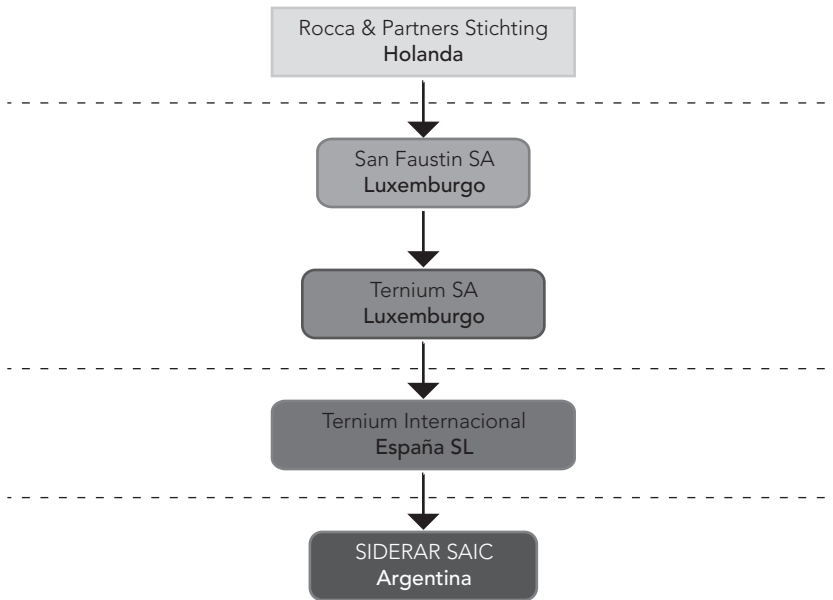 Rocca & Partners Stichting
Holanda
San Faustin SA
Luxemburgo
Ternium SA
Luxemburgo
Ternium Internacional
España SL
SIDERAR SAIC
Argentina